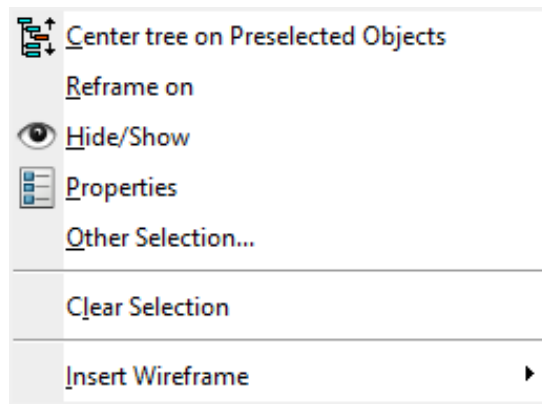 Center tree on Preselected Objects
Reframe on
Hide/Show
Properties
Other Selection...
Clear Selection
Insert Wireframe